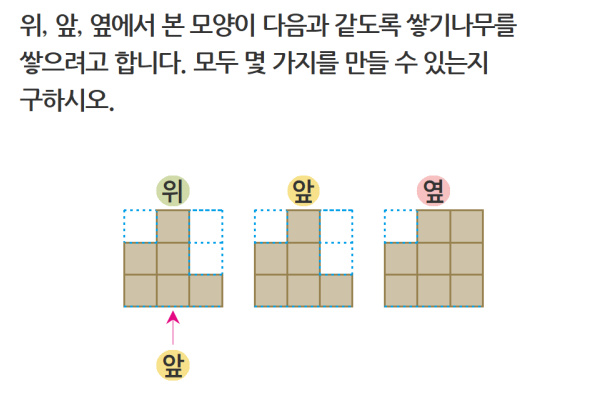 위, 앞, 옆에서 본 모양이 다음과 같도록 쌓기나무를
쌓으려고 합니다. 모두 몇 가지를 만들 수 있는지
구하시오.
위 앞 옆
앞